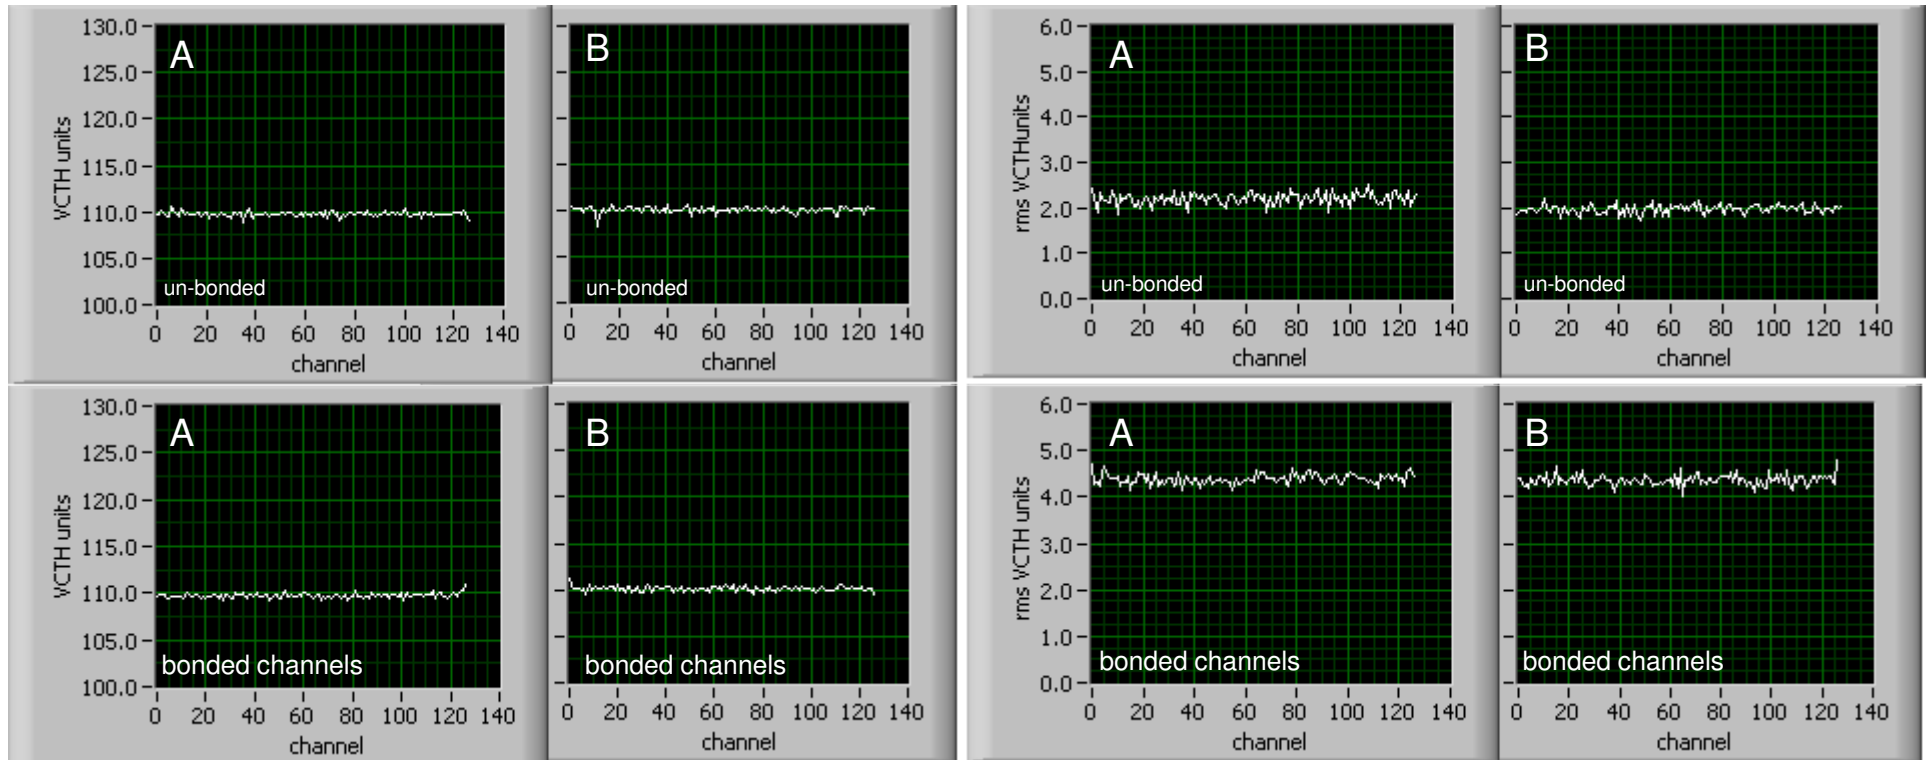 130.0
125.0
120.0
115.0
110.0
105.0
100.0
VCTH units
A
un-bonded
0 20 40 60 80 100 120 140
channel
B
un-bonded
0 20 40 60 80 100 120 140
channel
6.0
5.0
4.0
3.0
2.0
1.0
0.0
rms VCTHunits
A
un-bonded
0 20 40 60 80 100 120 140
channel
B
un-bonded
0 20 40 60 80 100 120 140
channel
130.0
125.0
120.0
115.0
110.0
105.0
100.0
VCTH units
A
bonded channels
0 20 40 60 80 100 120 140
channel
B
bonded channels
0 20 40 60 80 100 120 140
channel
6.0
5.0
4.0
3.0
2.0
1.0
0.0
rms VCTH units
A
bonded channels
0 20 40 60 80 100 120 140
channel
B
bonded channels
0 20 40 60 80 100 120 140
channel